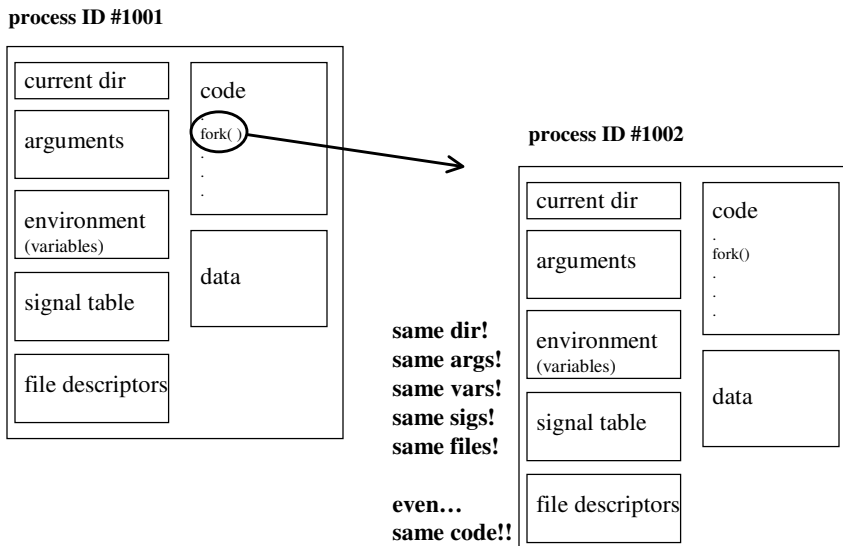 process ID #1001
current dir
arguments
environment
(variables)
signal table
file descriptors
code
.
fork( )
.
.
.
data
process ID #1002
same dir!
same args!
same vars!
same sigs!
same files!
even…
same code!!
current dir
arguments
environment
(variables)
signal table
file descriptors
code
.
fork()
.
.
.
data